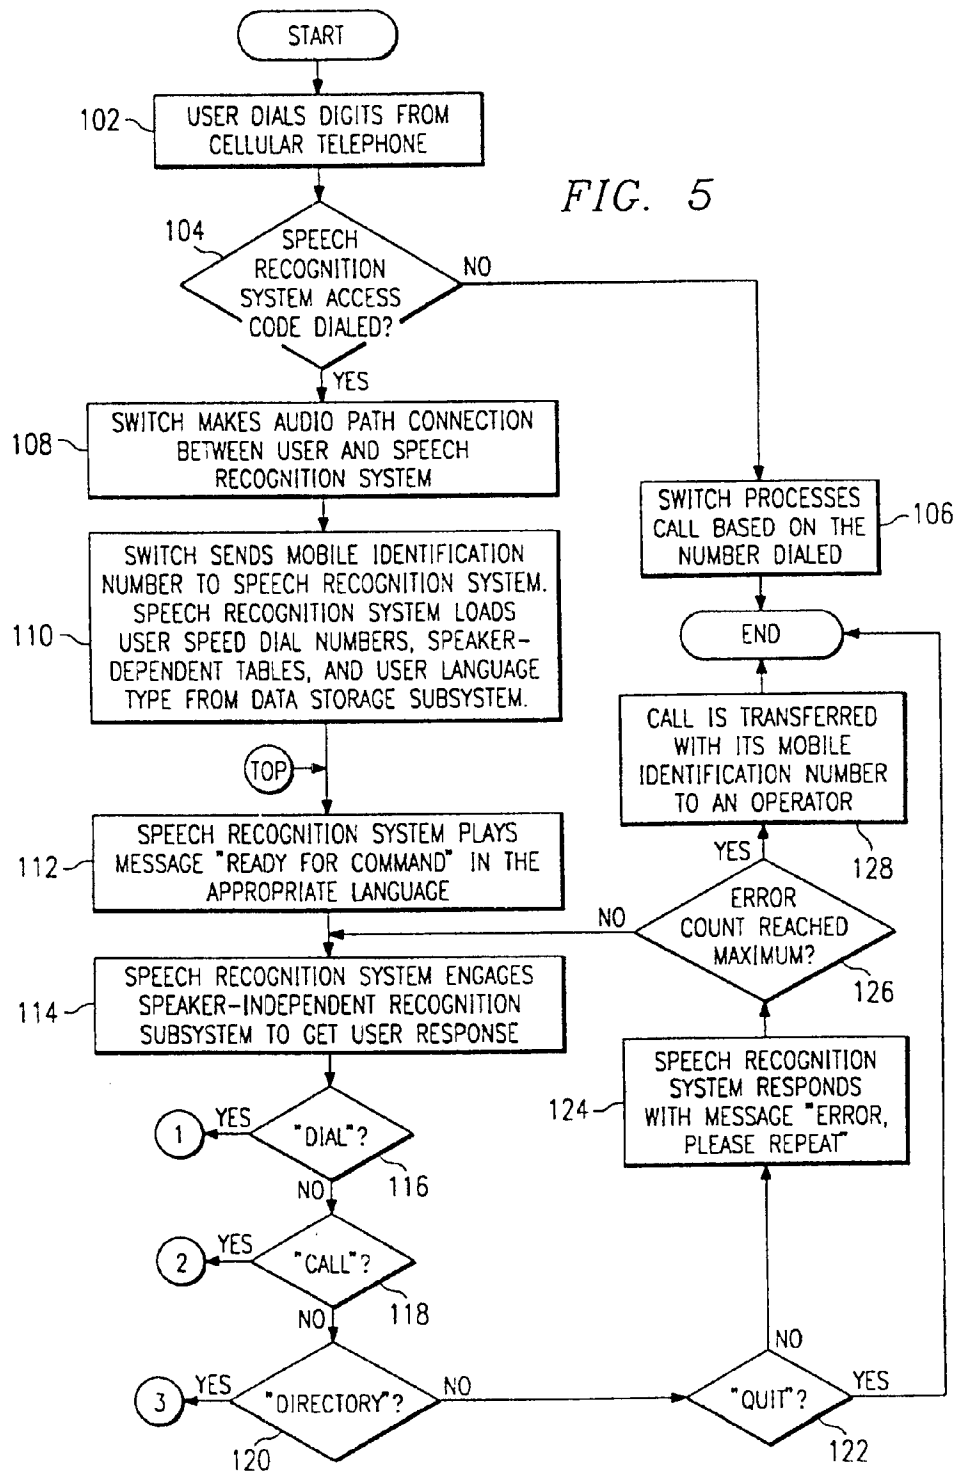 START
102
USER DIALS DIGITS FROM
CELLULAR TELEPHONE
FIG. 5
104
SPEECH
RECOGNITION
SYSTEM ACCESS
CODE DIALED?
NO
YES
108
SWITCH MAKES AUDIO PATH CONNECTION
BETWEEN USER AND SPEECH
RECOGNITION SYSTEM
SWITCH PROCESSES
CALL BASED ON THE
NUMBER DIALED
106
110
SWITCH SENDS MOBILE IDENTIFICATION
NUMBER TO SPEECH RECOGNITION SYSTEM.
SPEECH RECOGNITION SYSTEM LOADS
USER SPEED DIAL NUMBERS, SPEAKER-
DEPENDENT TABLES, AND USER LANGUAGE
TYPE FROM DATA STORAGE SUBSYSTEM.
END
CALL IS TRANSFERRED
WITH ITS MOBILE
IDENTIFICATION NUMBER
TO AN OPERATOR
128
TOP
112
SPEECH RECOGNITION SYSTEM PLAYS
MESSAGE "READY FOR COMMAND" IN THE
APPROPRIATE LANGUAGE
YES
ERROR
COUNT REACHED
MAXIMUM?
NO
126
114
SPEECH RECOGNITION SYSTEM ENGAGES
SPEAKER-INDEPENDENT RECOGNITION
SUBSYSTEM TO GET USER RESPONSE
124
SPEECH RECOGNITION
SYSTEM RESPONDS
WITH MESSAGE "ERROR,
PLEASE REPEAT"
1
YES
"DIAL"?
116
NO
2
YES
"CALL"?
118
NO
3
YES
"DIRECTORY"?
NO
120
NO
"QUIT"?
YES
122